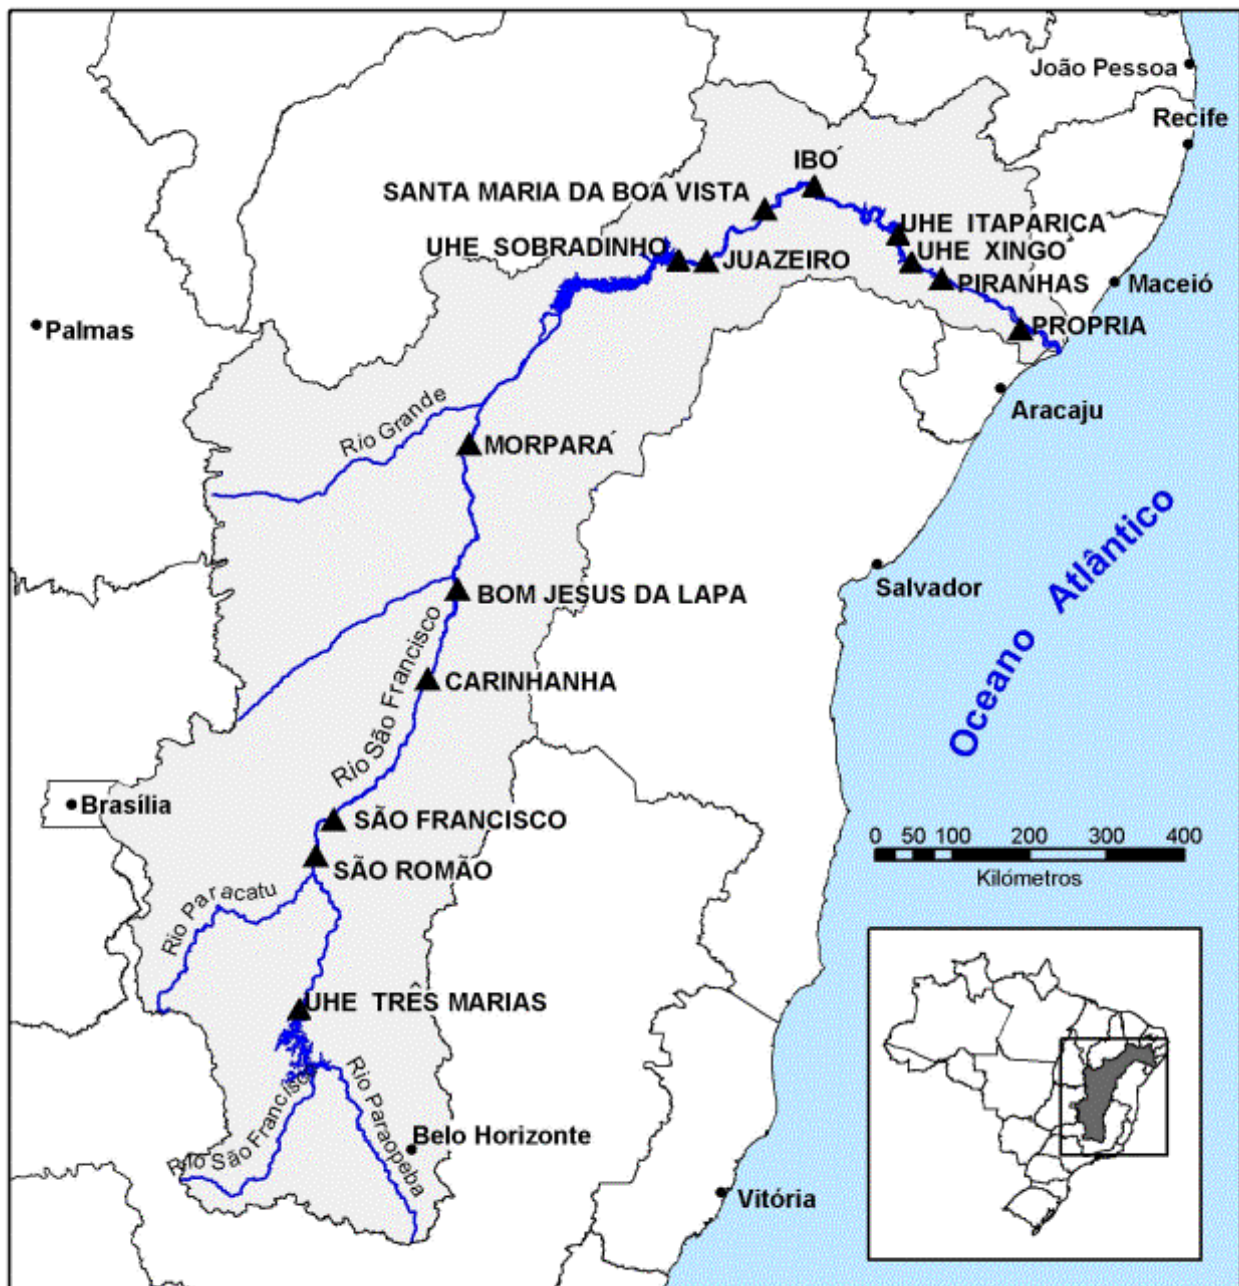 João Pessoa
Recife
IBÓ
SANTA MARIA DA BOA VISTA
UHE ITAPARICA
UHE SOBRADINHO
JUAZEIRO
UHE XINGÓ
PIRANHAS
Maceió
Palmas
PROPRIA
Aracaju
Rio Grande
MORPARÁ
Oceano Atlântico
Salvador
BOM JESUS DA LAPA
Rio São Francisco
CARINHANHA
Brasília
SÃO FRANCISCO
SÃO ROMÃO
0 50 100 200 300 400
Kilómetros
Rio Paracatu
UHE TRÊS MARIAS
Rio São Francisco
Rio Paraopeba
Belo Horizonte
Vitória